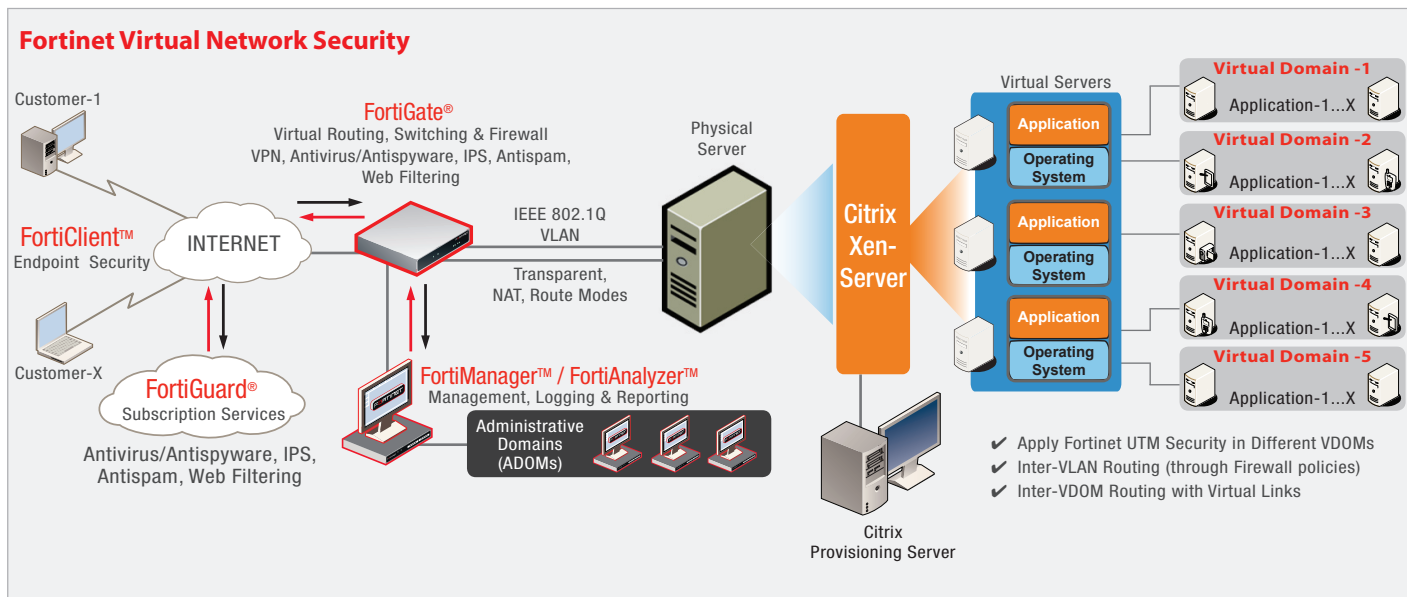 Fortinet Virtual Network Security
Customer-1
FortiGate®
Virtual Routing, Switching & Firewall
VPN, Antivirus/Antispyware, IPS, Antispam,
Web Filtering
FortiClient™
Endpoint Security
INTERNET
Customer-X
FortiGuard®
Subscription Services
Antivirus/Antispyware, IPS,
Antispam, Web Filtering
IEEE 802.1Q
VLAN
Transparent,
NAT, Route Modes
FortiManager™ / FortiAnalyzer™
Management, Logging & Reporting
Administrative
Domains
(ADOMs)
Physical
Server
Citrix
Xen-
Server
Citrix
Provisioning Server
Virtual Servers
Application
Operating
System
Application
Operating
System
Application
Operating
System
Virtual Domain -1
Application-1...X
Virtual Domain -2
Application-1...X
Virtual Domain -3
Application-1...X
Virtual Domain -4
Application-1...X
Virtual Domain -5
Application-1...X
✔ Apply Fortinet UTM Security in Different VDOMs
✔ Inter-VLAN Routing (through Firewall policies)
✔ Inter-VDOM Routing with Virtual Links